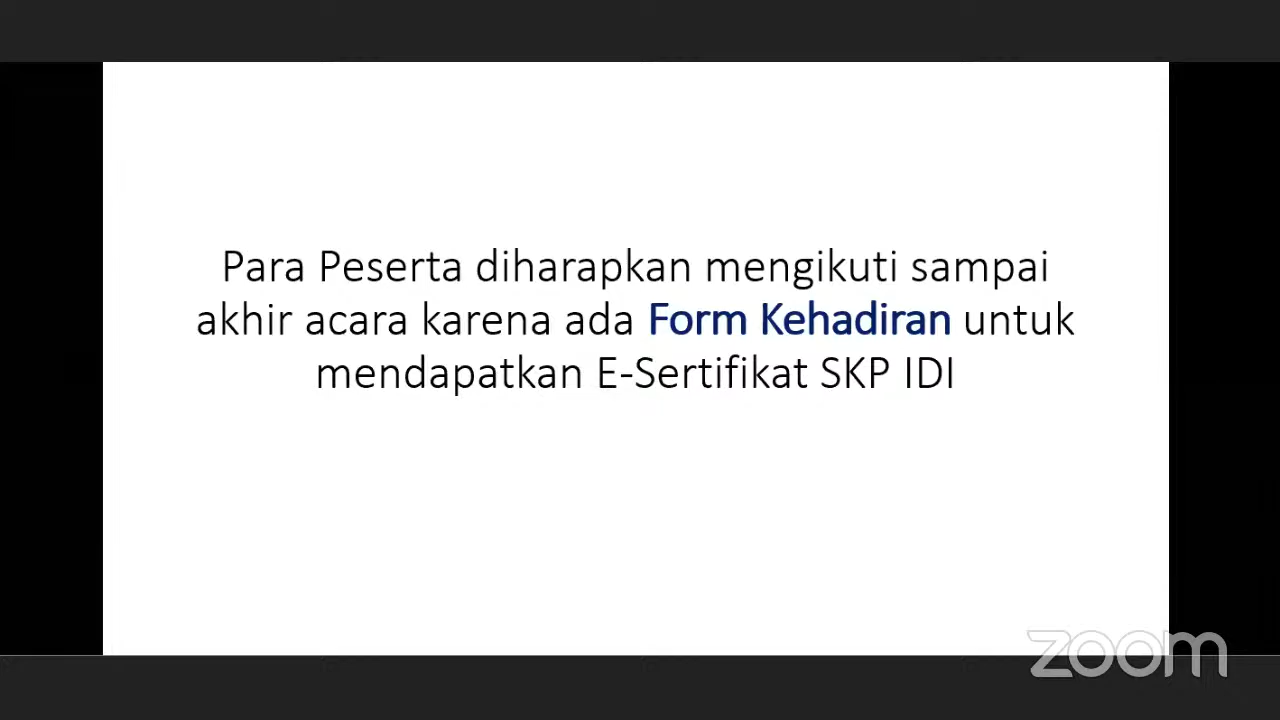 Para Peserta diharapkan mengikuti sampai
akhir acara karena ada Form Kehadiran untuk
mendapatkan E-Sertifikat SKP IDI
zoom